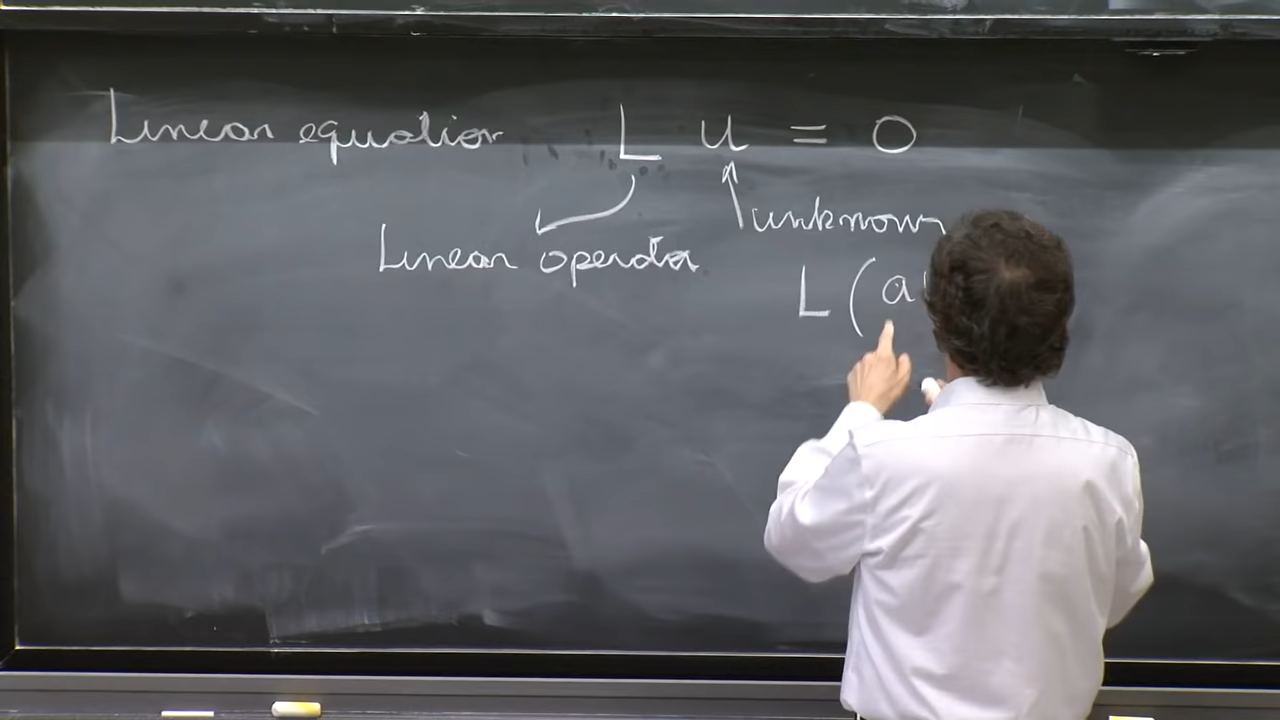 Linear equation L u = 0
unknown
Linear operator
L (a